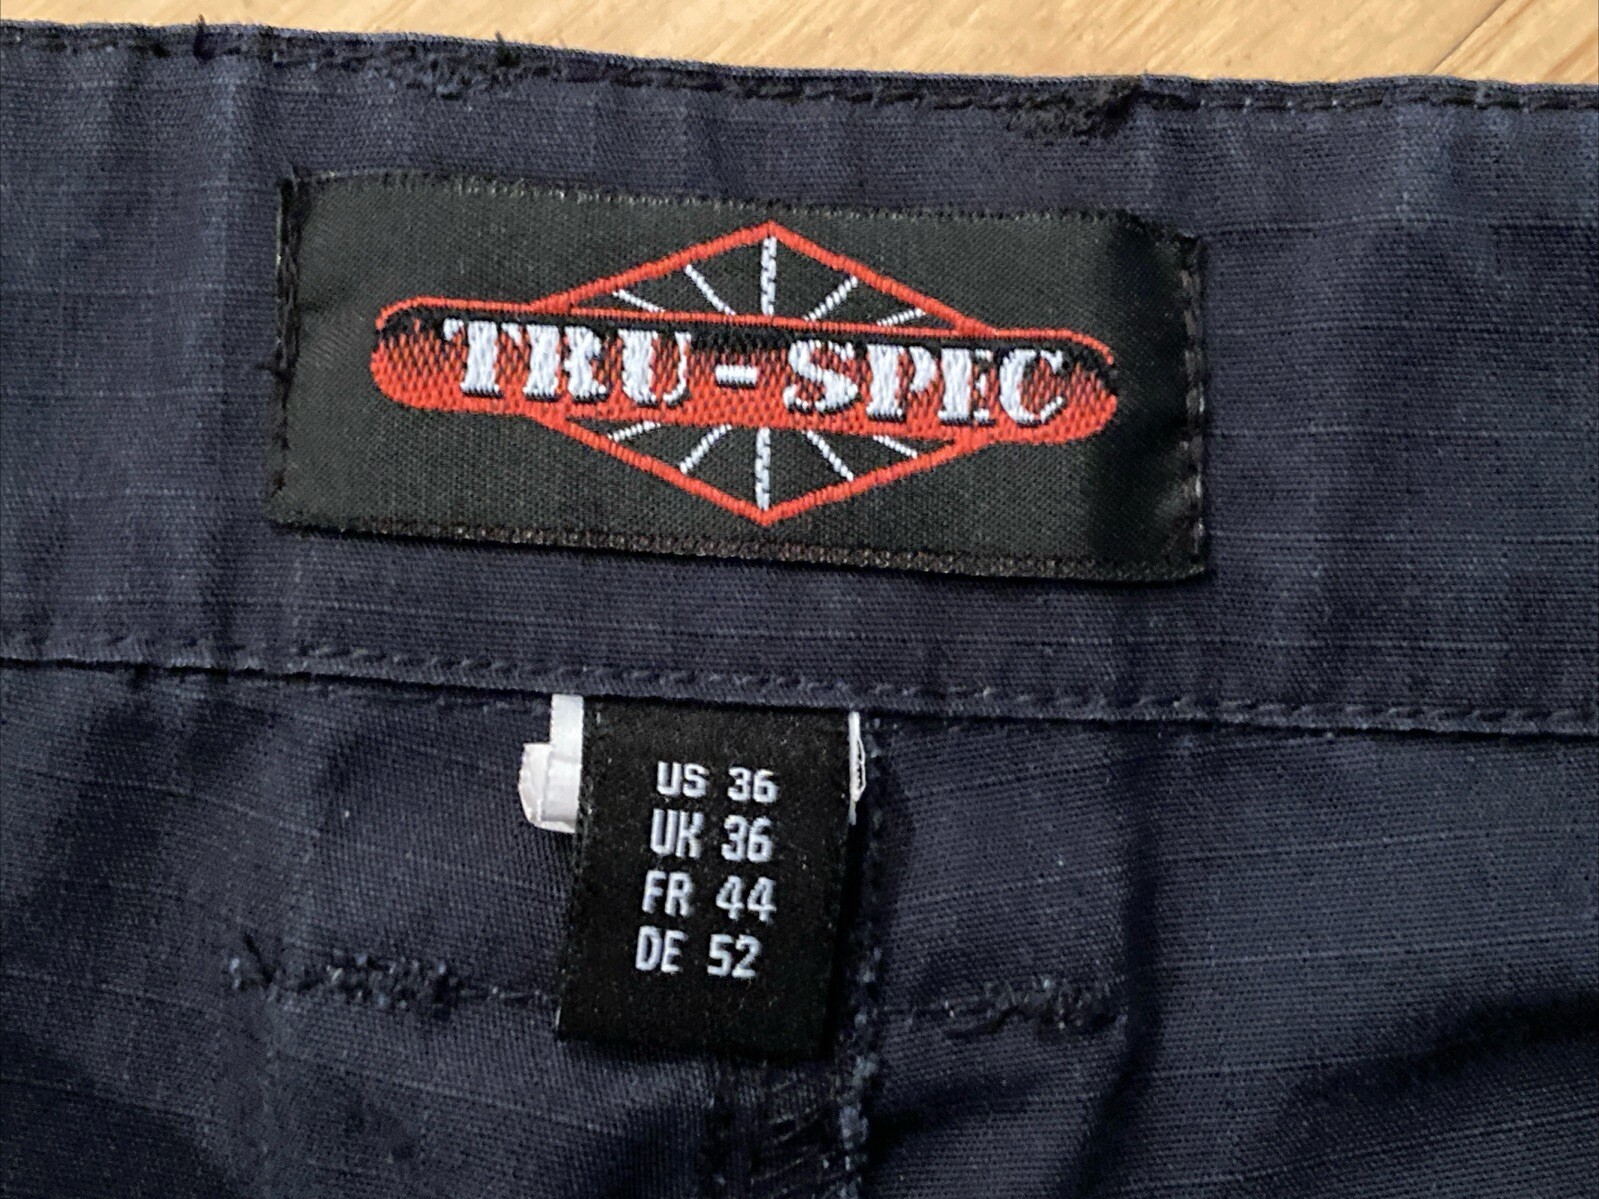 TRU-SPEC
US 36
UK 36
FR 44
DE 52